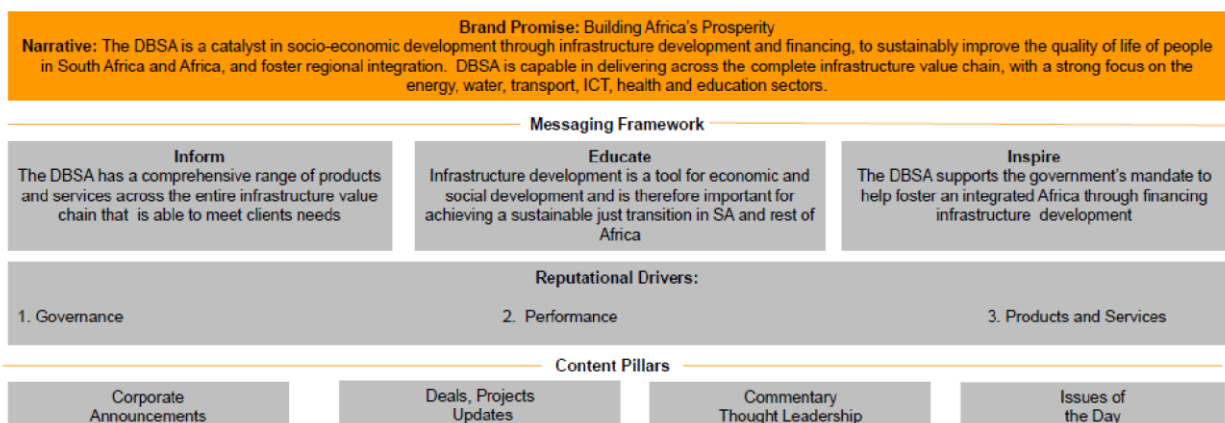 Brand Promise: Building Africa's Prosperity
Narrative: The DBSA is a catalyst in socio-economic development through infrastructure development and financing, to sustainably improve the quality of life of people
in South Africa and Africa, and foster regional integration. DBSA is capable in delivering across the complete infrastructure value chain, with a strong focus on the
energy, water, transport, ICT, health and education sectors.
Messaging Framework
Inform
The DBSA has a comprehensive range of products
and services across the entire infrastructure value
chain that is able to meet clients needs
Educate
Infrastructure development is a tool for economic and
social development and is therefore important for
achieving a sustainable just transition in SA and rest of
Africa
Inspire
The DBSA supports the government's mandate to
help foster an integrated Africa through financing
infrastructure development
Reputational Drivers:
1. Governance
2. Performance
3. Products and Services
Content Pillars
Corporate
Announcements
Deals, Projects
Updates
Commentary
Thought Leadership
Issues of
the Day